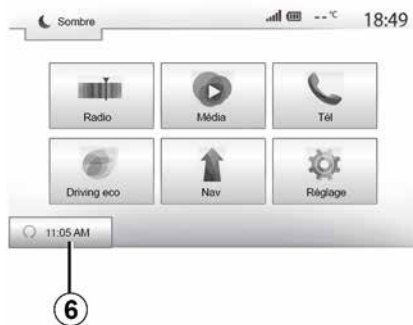 Sombre
--°C 18:49
Radio Média Tél
Driving eco Nav Réglage
11:05 AM
6